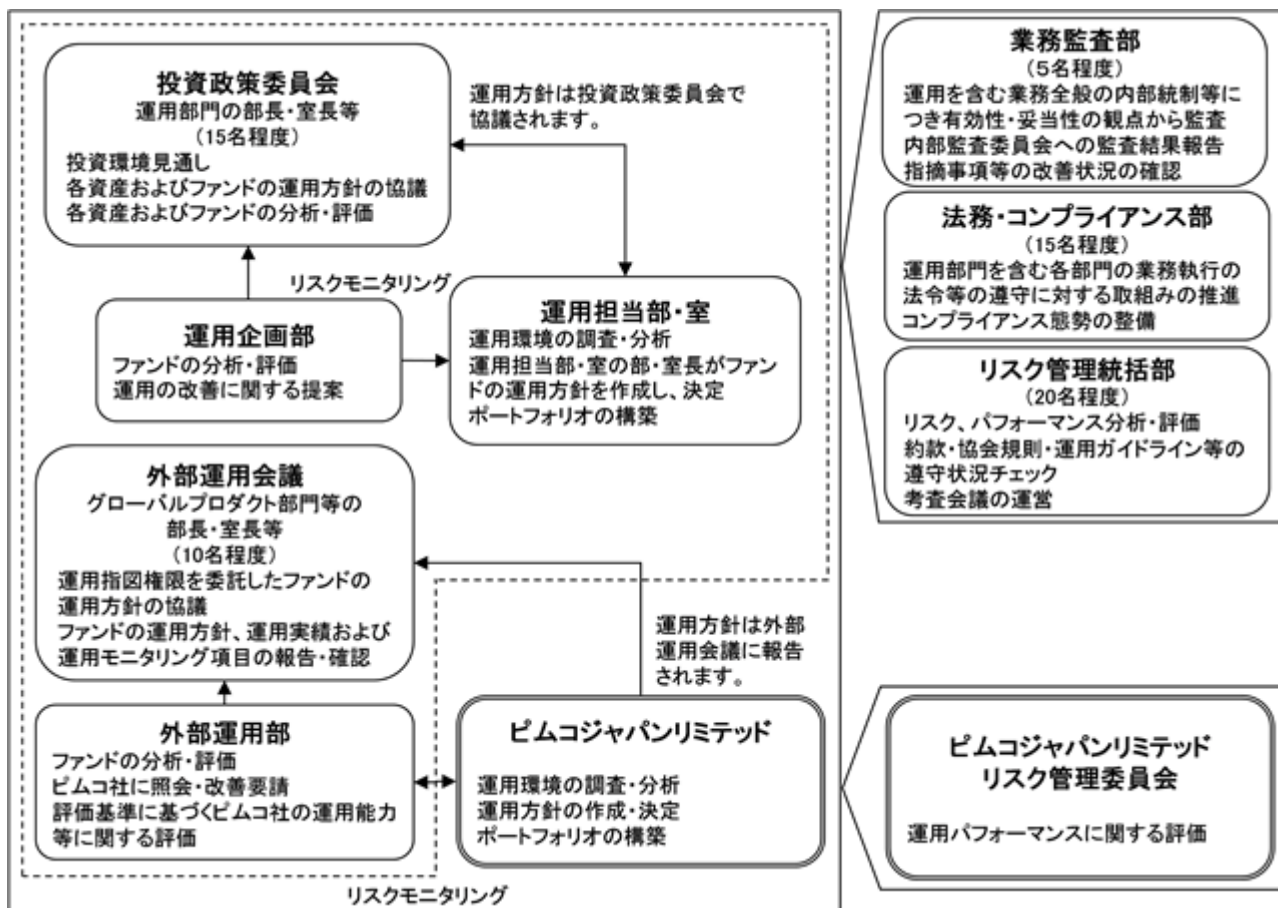 投資政策委員会
運用部門の部長・室長等
(15名程度)
投資環境見通し
各資産およびファンドの運用方針の協議
各資産およびファンドの分析・評価
運用方針は投資政策委員会で
協議されます。
リスクモニタリング
運用企画部
ファンドの分析・評価
運用の改善に関する提案
運用担当部・室
運用環境の調査・分析
運用担当部・室の部・室長がファン
ドの運用方針を作成し、決定
ポートフォリオの構築
外部運用会議
グローバルプロダクト部門等の
部長・室長等
(10名程度)
運用指図権限を委託したファンドの
運用方針の協議
ファンドの運用方針、運用実績および
運用モニタリング項目の報告・確認
運用方針は外部
運用会議に報告
されます。
外部運用部
ファンドの分析・評価
ピムコ社に照会・改善要請
評価基準に基づくピムコ社の運用能力
等に関する評価
ピムコジャパンリミテッド
運用環境の調査・分析
運用方針の作成・決定
ポートフォリオの構築
リスクモニタリング
業務監査部
(5名程度)
運用を含む業務全般の内部統制等に
つき有効性・妥当性の観点から監査
内部監査委員会への監査結果報告
指摘事項等の改善状況の確認
法務・コンプライアンス部
(15名程度)
運用部門を含む各部門の業務執行の
法令等の遵守に対する取組みの推進
コンプライアンス態勢の整備
リスク管理統括部
(20名程度)
リスク、パフォーマンス分析・評価
約款・協会規則・運用ガイドライン等の
遵守状況チェック
考査会議の運営
ピムコジャパンリミテッド
リスク管理委員会
運用パフォーマンスに関する評価